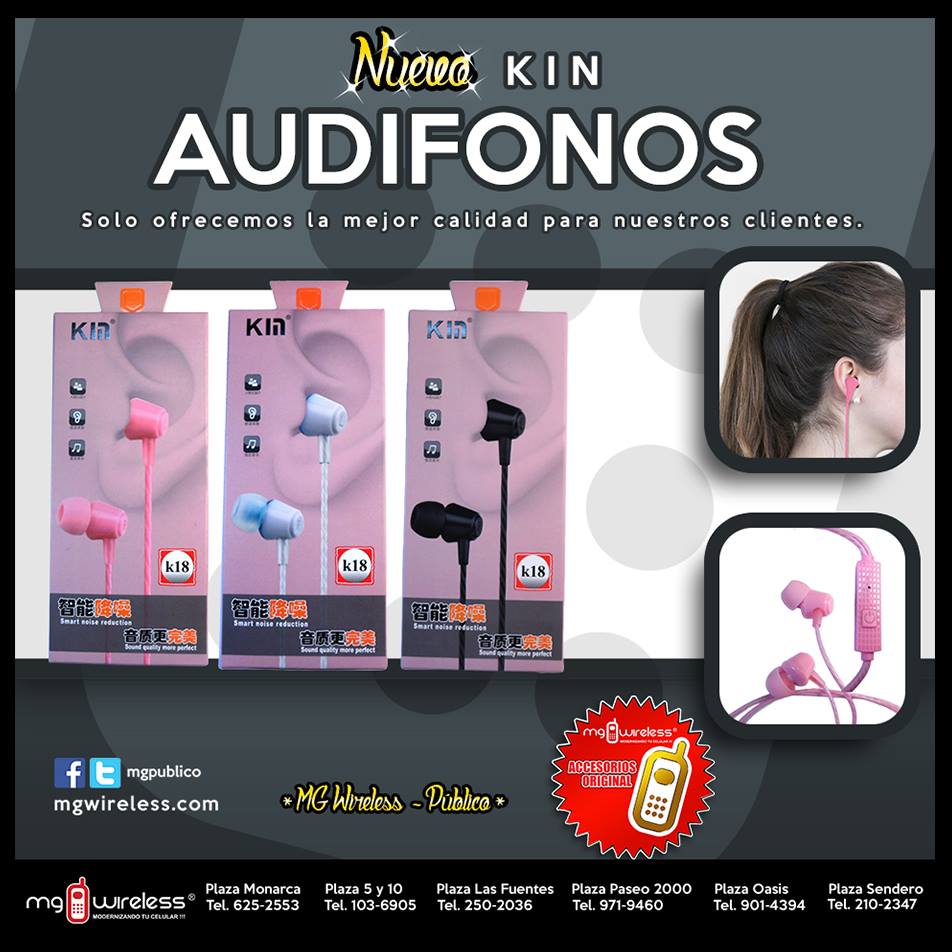 Nuevo KIN
AUDIFONOS
Solo ofrecemos la mejor calidad para nuestros clientes.
KIN®
k18
智能降噪
Smart noise reduction
音质更完美
Sound quality more perfect
KIN®
k18
智能降噪
Smart noise reduction
音质更完美
Sound quality more perfect
KIN®
k18
智能降噪
Smart noise reduction
音质更完美
Sound quality more perfect
mgpublico
mgwireless.com
*MG Wireless ~ Público*
mg wireless®
MODERNIZANDO TU CELULAR !!!
ACCESORIOS
ORIGINAL
mg wireless®
MODERNIZANDO TU CELULAR !!!
Plaza Monarca
Tel. 625-2553
Plaza 5 y 10
Tel. 103-6905
Plaza Las Fuentes
Tel. 250-2036
Plaza Paseo 2000
Tel. 971-9460
Plaza Oasis
Tel. 901-4394
Plaza Sendero
Tel. 210-2347